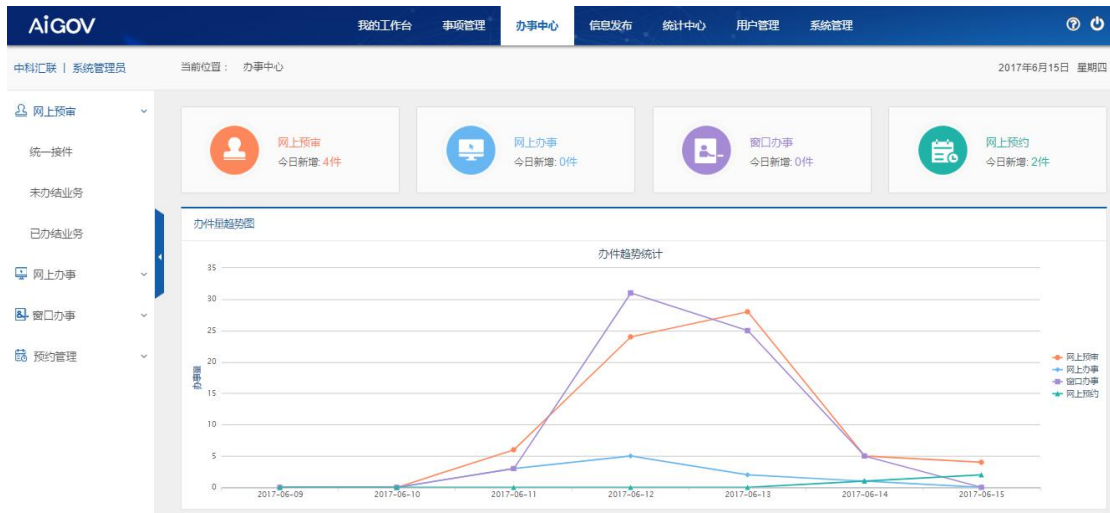 AiGOV
我的工作台 事项管理 办事中心 信息发布 统计中心 用户管理 系统管理
中科汇联 | 系统管理员
当前位置： 办事中心
2017年6月15日 星期四
网上预审
统一接件
未办结业务
已办结业务
网上办事
窗口办事
预约管理
网上预审
今日新增: 4件
网上办事
今日新增: 0件
窗口办事
今日新增: 0件
网上预约
今日新增: 2件
办件量趋势图
办件趋势统计
办事量
35
30
25
20
15
10
5
0
2017-06-09 2017-06-10 2017-06-11 2017-06-12 2017-06-13 2017-06-14 2017-06-15
网上预审
网上办事
窗口办事
网上预约